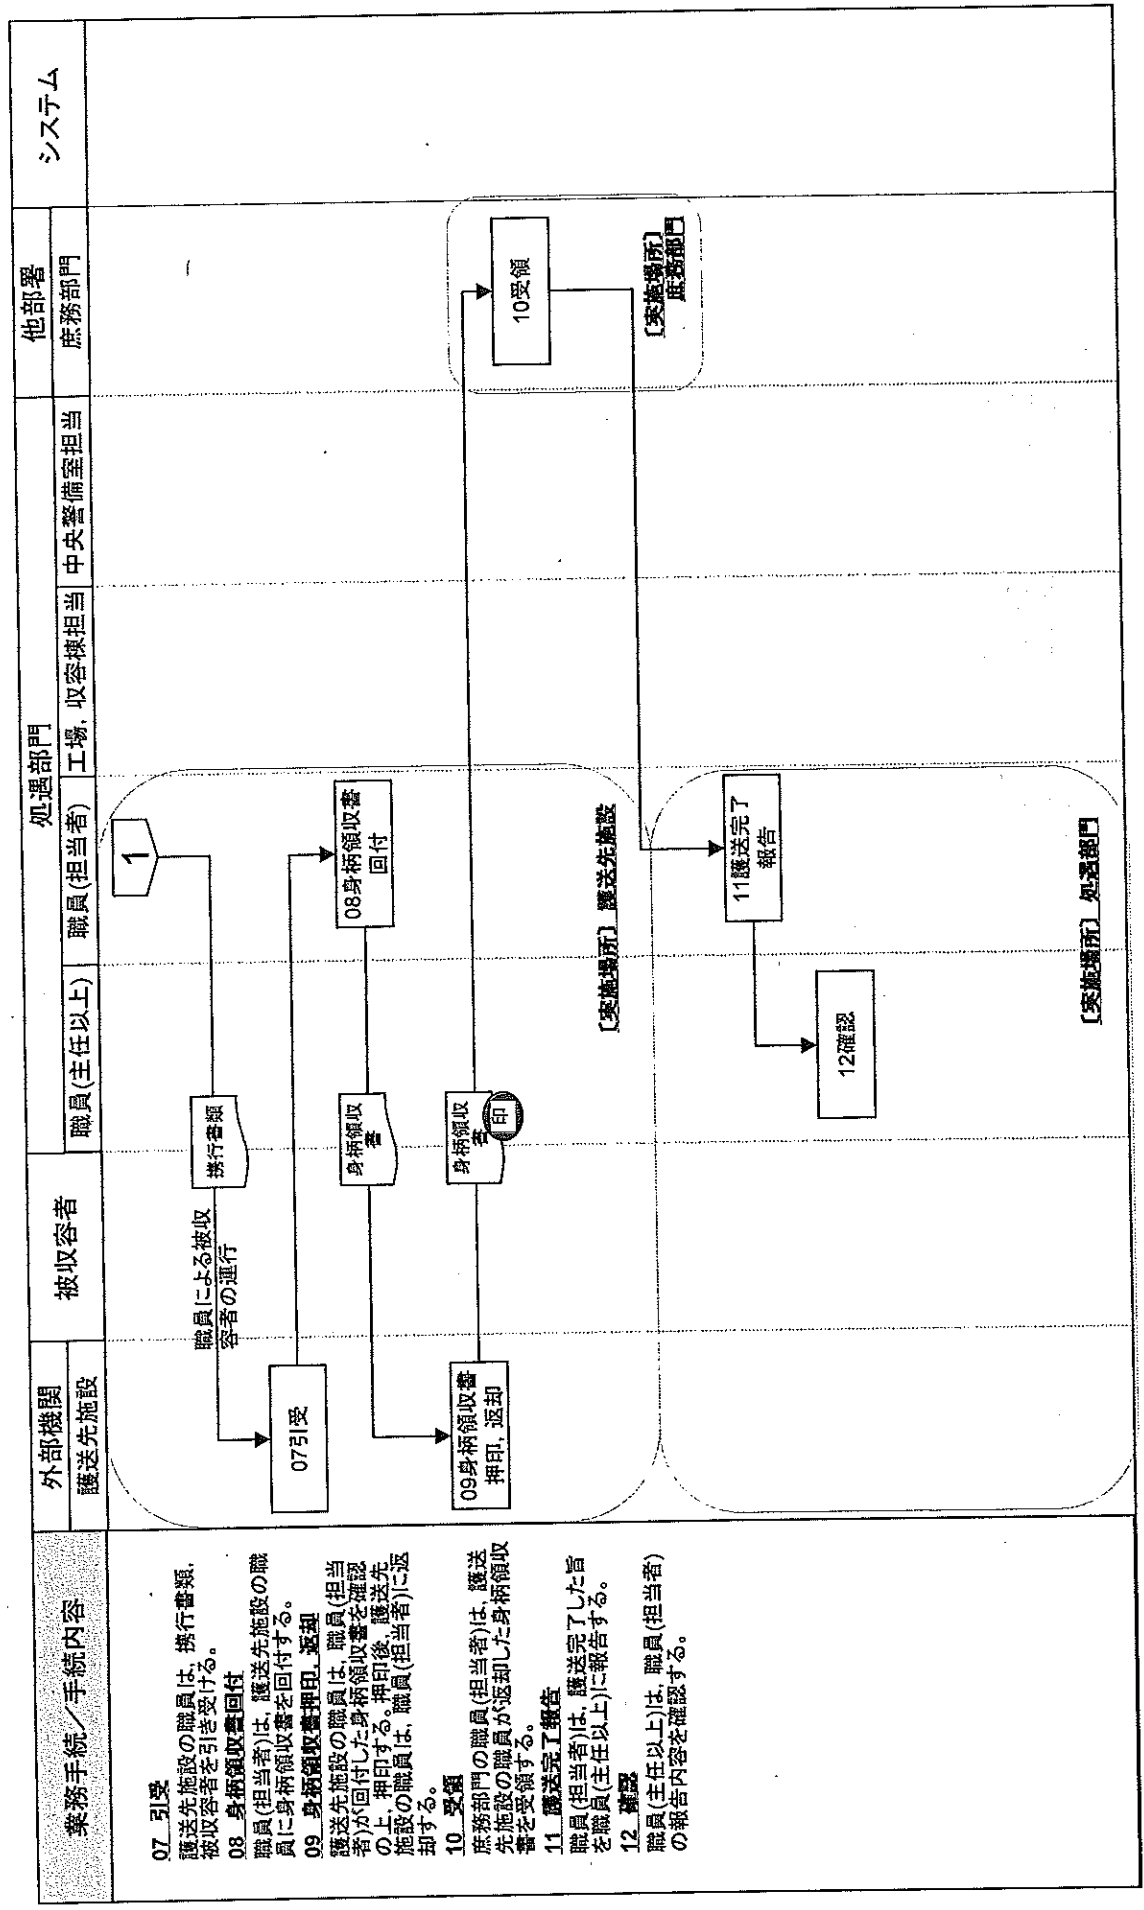 業務手続／手続内容
外部機関
護送先施設
被収容者
処遇部門
職員(主任以上)
職員(担当者)
工場，収容棟担当
中央警備室担当
他部署
庶務部門
システム
07 引受
護送先施設の職員は，携行書類，
被収容者を引き受ける。
08 身柄領収書回付
職員(担当者)は，護送先施設の職
員に身柄領収書を回付する。
09 身柄領収書押印，返却
護送先施設の職員は，職員(担当
者)が回付した身柄領収書を確認
の上，押印する。押印後，護送先
施設の職員は，職員(担当者)に返
却する。
10 受領
庶務部門の職員(担当者)は，護送
先施設の職員が返却した身柄領収
書を受領する。
11 護送完了報告
職員(担当者)は，護送完了した旨
を職員(主任以上)に報告する。
12 確認
職員(主任以上)は，職員(担当者)
の報告内容を確認する。
1
携行書類
職員による被収
容者の連行
07引受
08身柄領収書
回付
身柄領収
書
09身柄領収書
押印，返却
身柄領収
書
印
10受領
〔実施場所〕
庶務部門
〔実施場所〕 護送先施設
11護送完了
報告
12確認
〔実施場所〕 処遇部門